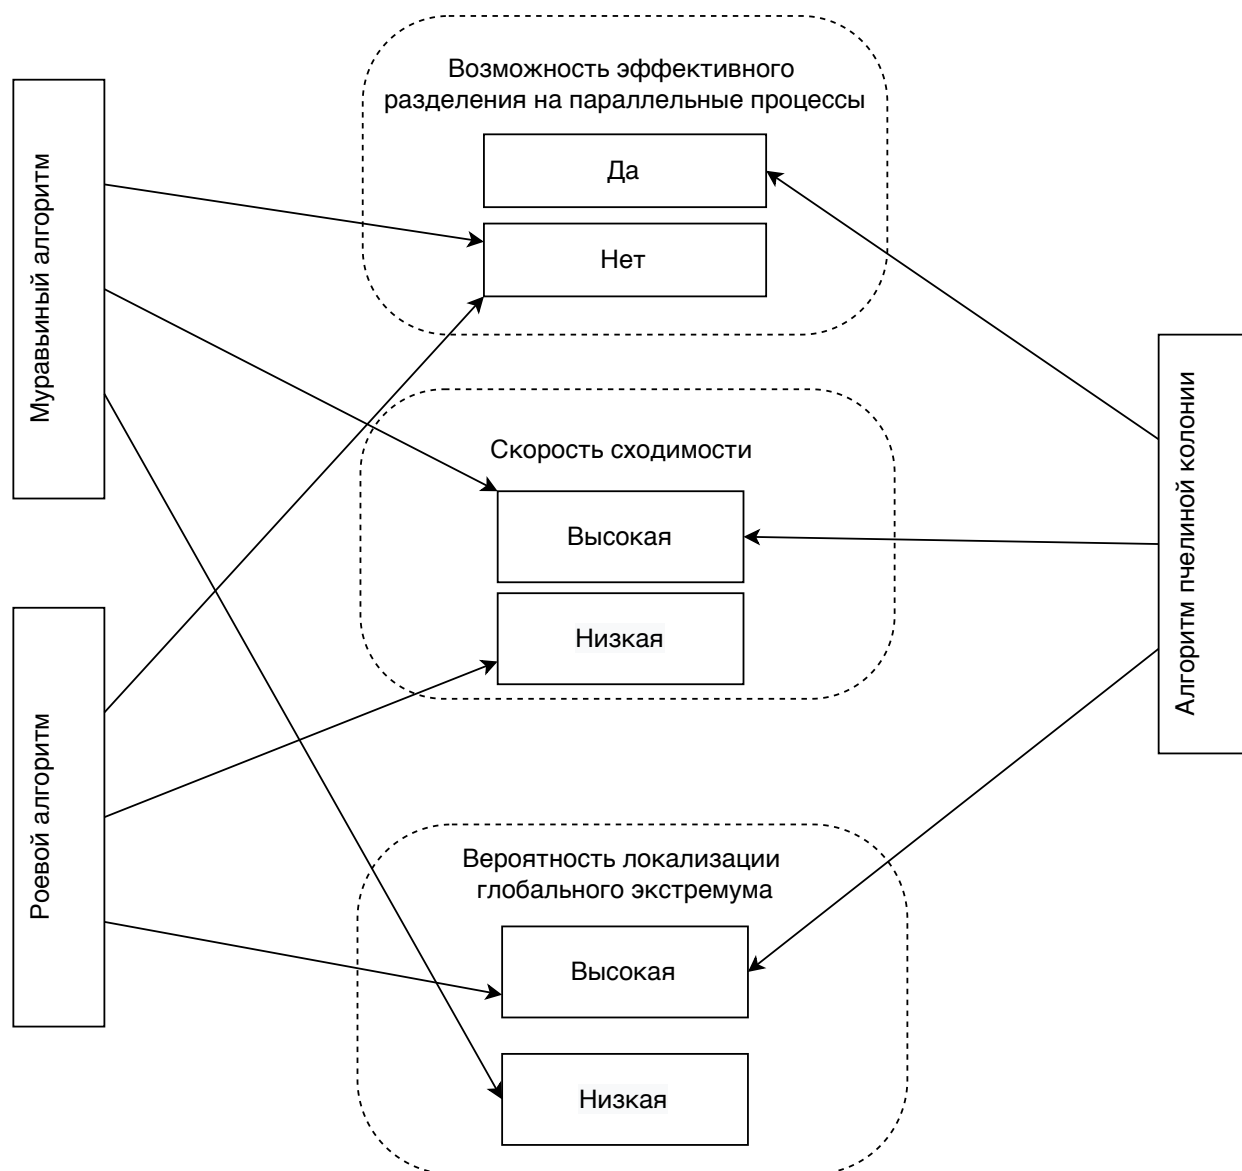 Возможность эффективного
разделения на параллельные процессы
Да
Нет
Муравьиный алгоритм
Скорость сходимости
Высокая
Низкая
Алгоритм пчелиной колонии
Роевой алгоритм
Вероятность локализации
глобального экстремума
Высокая
Низкая